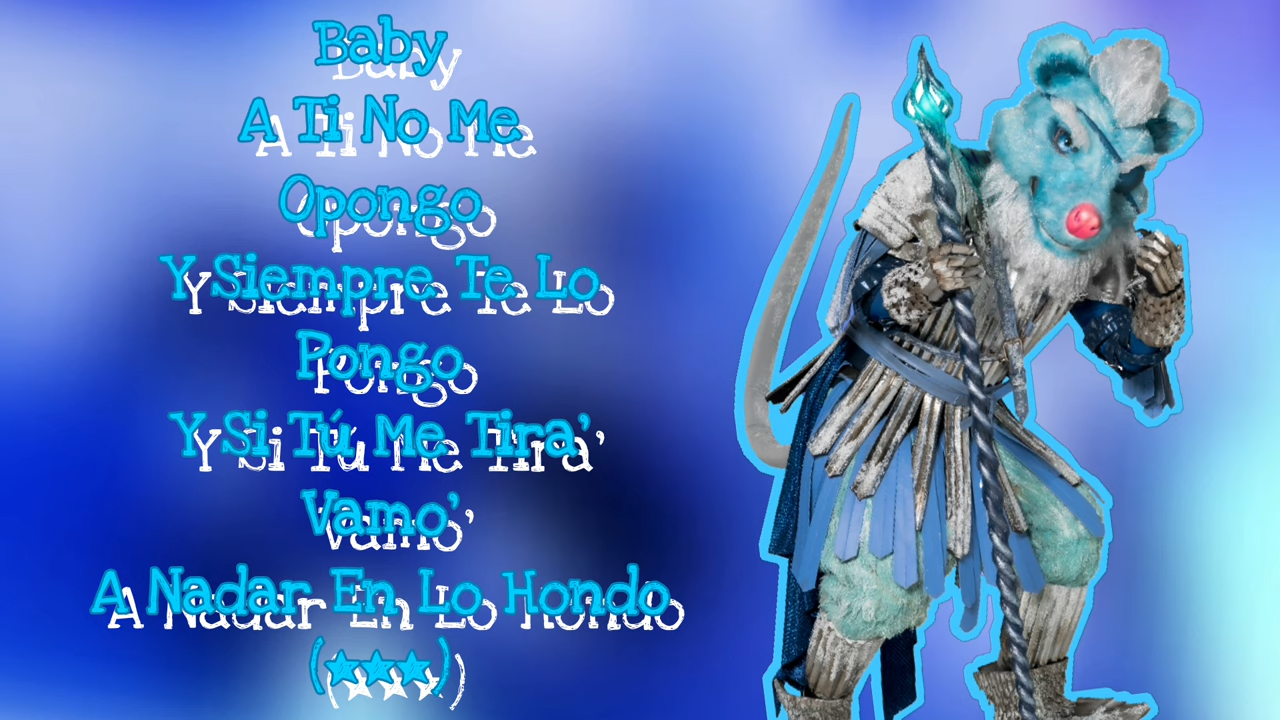 Baby
A Ti No Me
Opongo
Y Siempre Te Lo
Pongo
Y Si Tú Me Tira’
Vamo’
A Nadar En Lo Hondo
(★★★)